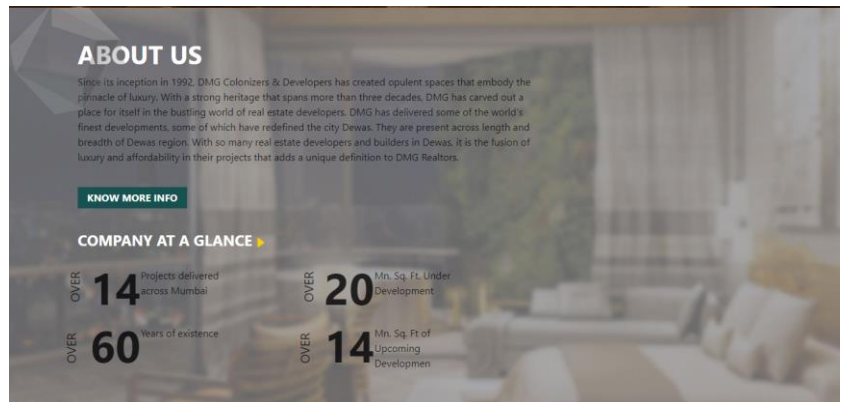 ABOUT US
Since its inception in 1992, DMG Colonizers & Developers has created opulent spaces that embody the
pinnacle of luxury. With a strong heritage that spans more than three decades, DMG has carved out a
place for itself in the bustling world of real estate developers. DMG has delivered some of the world's
finest developments, some of which have redefined the city Dewas. They are present across length and
breadth of Dewas region. With so many real estate developers and builders in Dewas, it is the fusion of
luxury and affordability in their projects that adds a unique definition to DMG Realtors.
KNOW MORE INFO
COMPANY AT A GLANCE
OVER 14 Projects delivered
across Mumbai
OVER 20 Mn. Sq. Ft. Under
Development
OVER 60 Years of existence
OVER 14 Mn. Sq. Ft of
Upcoming
Developmen